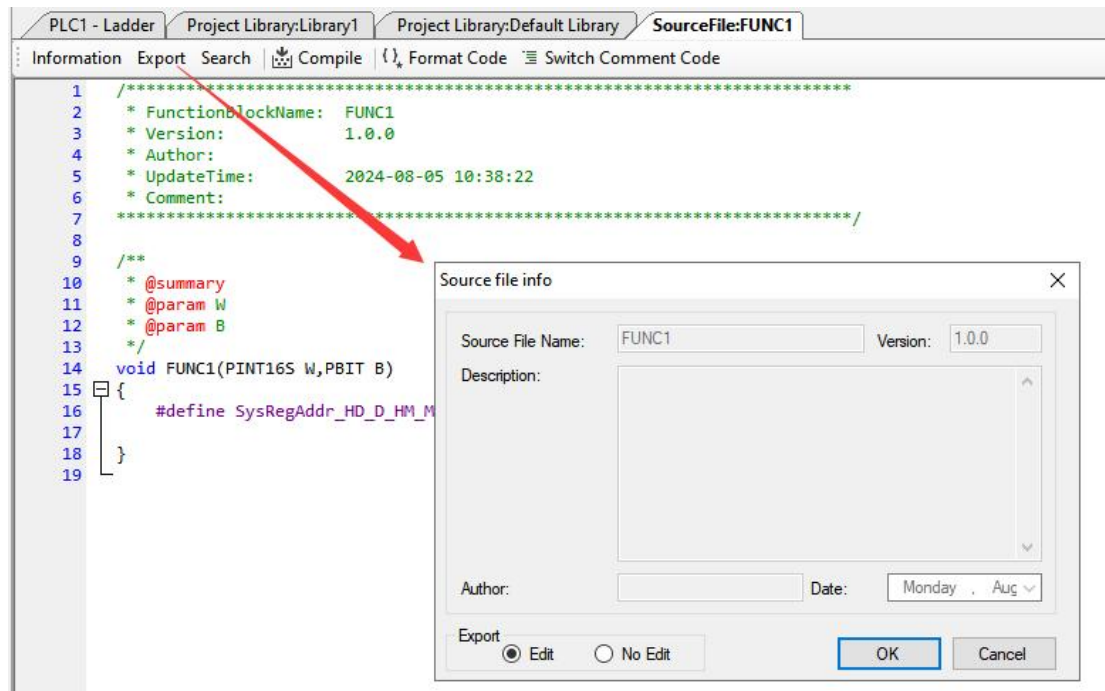 PLC1 - Ladder Project Library:Library1 Project Library:Default Library SourceFile:FUNC1
Information Export Search Compile Format Code Switch Comment Code
1 /*************************************************************************
2 * FunctionBlockName: FUNC1
3 * Version: 1.0.0
4 * Author:
5 * UpdateTime: 2024-08-05 10:38:22
6 * Comment:
7 *************************************************************************/
8
9 /**
10 * @summary
11 * @param W
12 * @param B
13 */
14 void FUNC1(PINT16S W,PBIT B)
15 {
16 #define SysRegAddr_HD_D_HM_M
17
18 }
19
Source file info
Source File Name: FUNC1 Version: 1.0.0
Description:
Author: Date: Monday , Aug
Export
Edit No Edit OK Cancel